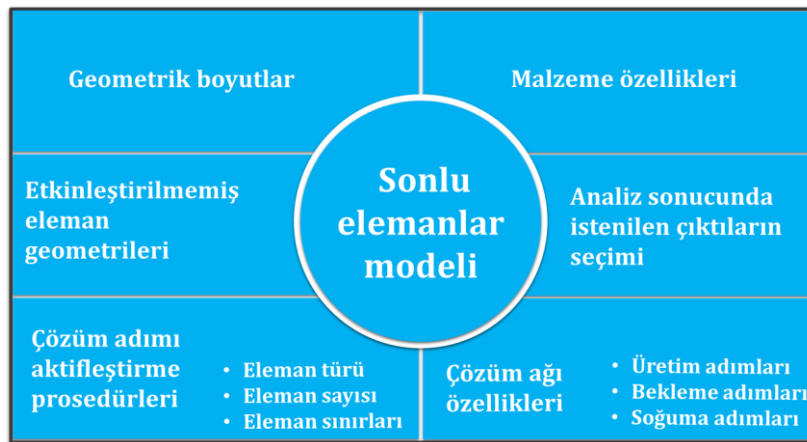 Geometrik boyutlar
Malzeme özellikleri
Etkinleştirilmemiş
eleman
geometrileri
Sonlu
elemanlar
modeli
Analiz sonucunda
istenilen çıktıların
seçimi
Çözüm adımı
aktifleştirme
prosedürleri
• Eleman türü
• Eleman sayısı
• Eleman sınırları
Çözüm ağı
özellikleri
• Üretim adımları
• Bekleme adımları
• Soğuma adımları